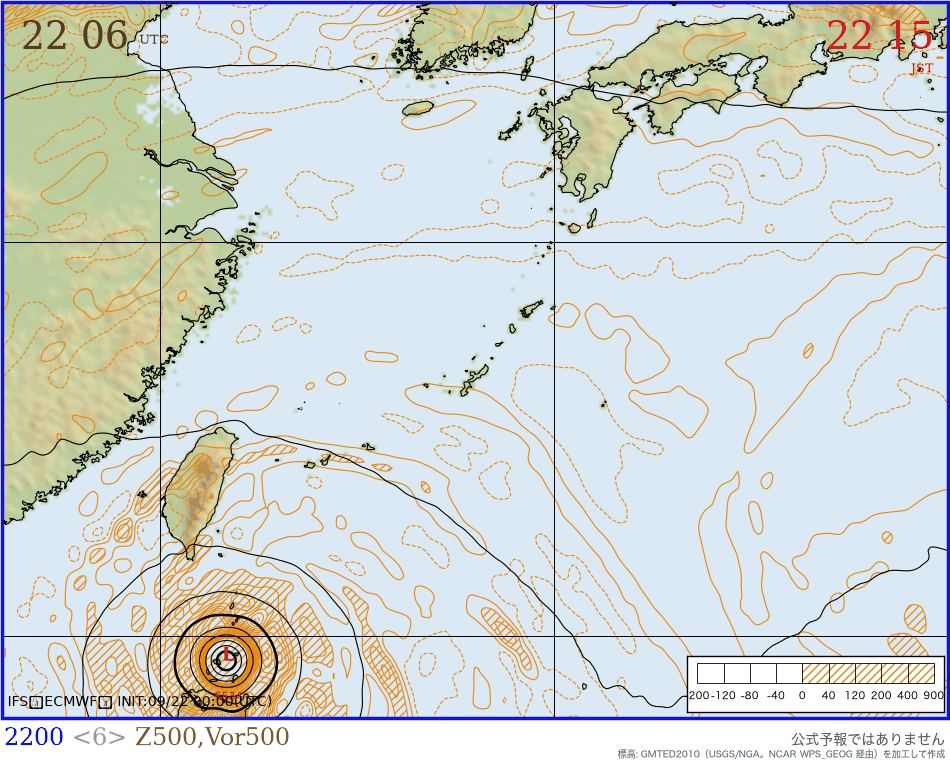 22 06 UTC
22 15
JST
L
IFS□ECMWF□ INIT:09/22 00:00(UTC)
200 -120 -80 -40 0 40 120 200 400 900
2200 <6> Z500,Vor500
公式予報ではありません
標高: GMTED2010（USGS/NGA。NCAR WPS_GEOG 経由）を加工して作成